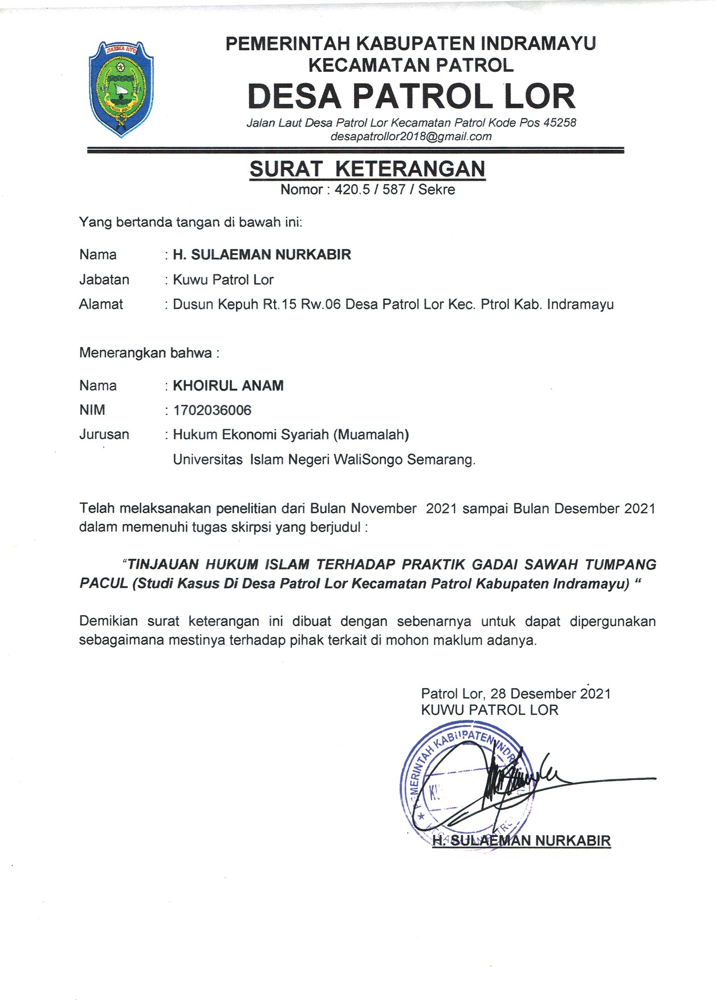 DARMA AYU
PEMERINTAH KABUPATEN INDRAMAYU
KECAMATAN PATROL
DESA PATROL LOR
Jalan Laut Desa Patrol Lor Kecamatan Patrol Kode Pos 45258
desapatrollor2018@gmail.com
SURAT KETERANGAN
Nomor : 420.5 / 587 / Sekre
Yang bertanda tangan di bawah ini:
Nama : H. SULAEMAN NURKABIR
Jabatan : Kuwu Patrol Lor
Alamat : Dusun Kepuh Rt.15 Rw.06 Desa Patrol Lor Kec. Ptrol Kab. Indramayu
Menerangkan bahwa :
Nama : KHOIRUL ANAM
NIM : 1702036006
Jurusan : Hukum Ekonomi Syariah (Muamalah)
Universitas Islam Negeri WaliSongo Semarang.
Telah melaksanakan penelitian dari Bulan November 2021 sampai Bulan Desember 2021
dalam memenuhi tugas skirpsi yang berjudul :
“TINJAUAN HUKUM ISLAM TERHADAP PRAKTIK GADAI SAWAH TUMPANG
PACUL (Studi Kasus Di Desa Patrol Lor Kecamatan Patrol Kabupaten Indramayu) “
Demikian surat keterangan ini dibuat dengan sebenarnya untuk dapat dipergunakan
sebagaimana mestinya terhadap pihak terkait di mohon maklum adanya.
Patrol Lor, 28 Desember 2021
KUWU PATROL LOR
PEMERINTAH KABUPATEN
KECAMATAN PATROL
H. SULAEMAN NURKABIR